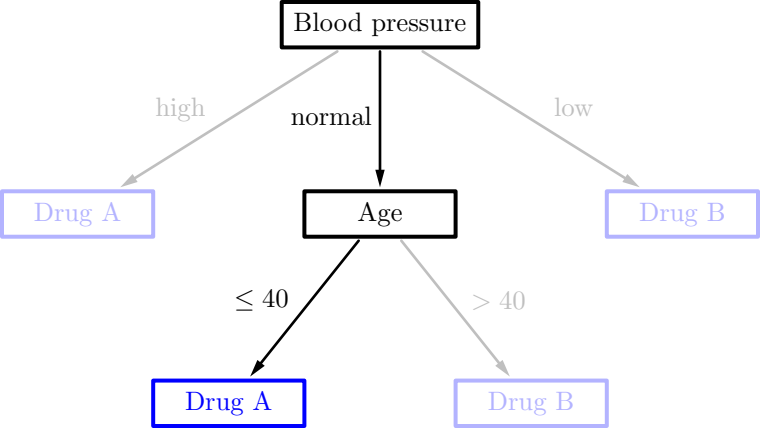 Blood pressure
high
normal
low
Drug A
Age
Drug B
≤ 40
> 40
Drug A
Drug B